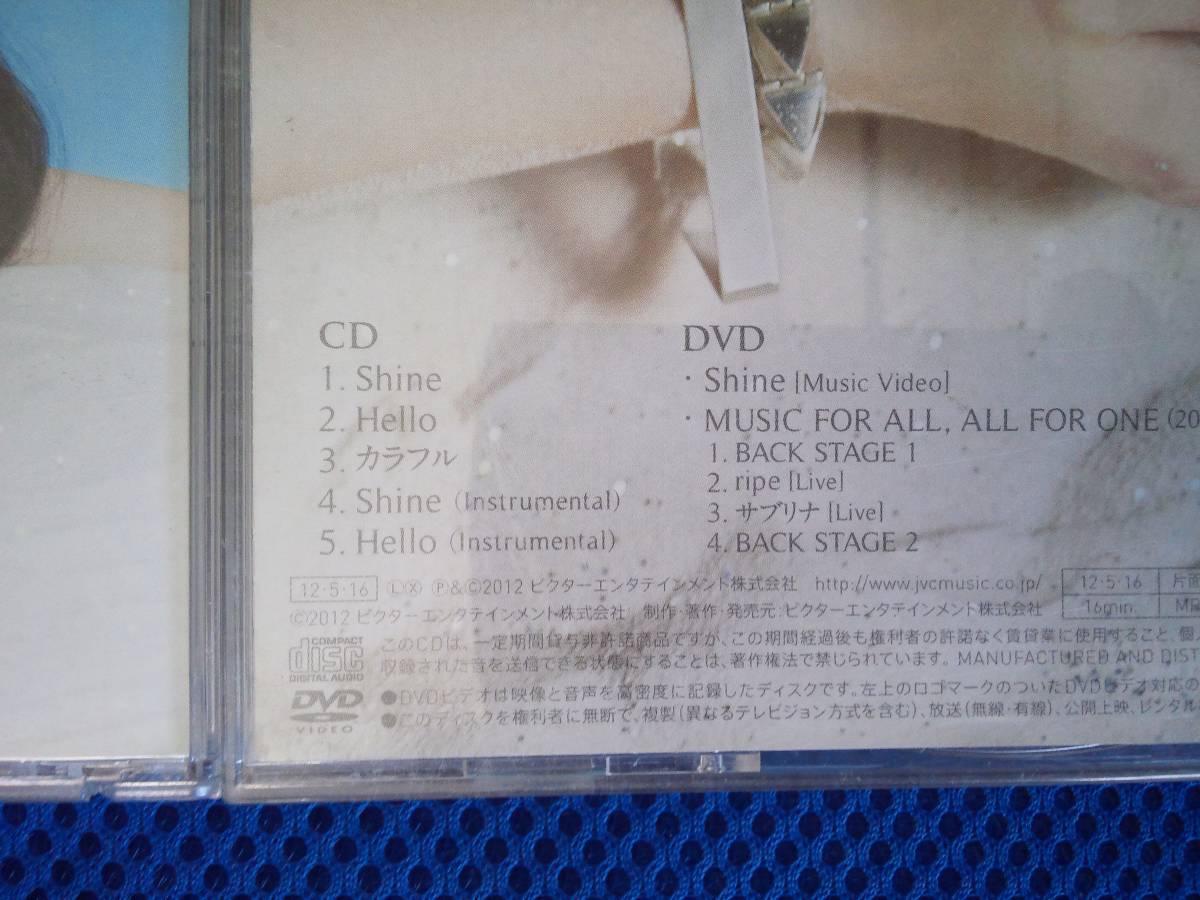 CD
1. Shine
2. Hello
3. カラフル
4. Shine (Instrumental)
5. Hello (Instrumental)
DVD
・Shine [Music Video]
・MUSIC FOR ALL, ALL FOR ONE (20
1. BACK STAGE 1
2. ripe [Live]
3. サブリナ [Live]
4. BACK STAGE 2
12・5・16 Ⓛ Ⓧ Ⓟ&©2012 ビクターエンタテインメント株式会社 http://www.jvcmusic.co.jp/
©2012 ビクターエンタテインメント株式会社 制作・著作・発売元:ビクターエンタテインメント株式会社
12・5・16 片面
16min.
COMPACT
disc
DIGITAL AUDIO
このCDは、一定期間貸与非許諾商品ですが、この期間経過後も権利者の許諾なく賃貸業に使用すること、個
収録された音を送信できる状態にすることは、著作権法で禁じられています。 MANUFACTURED AND DIST
DVD
VIDEO
●DVDビデオは映像と音声を高密度に記録したディスクです。左上のロゴマークのついたDVDビデオ対応の
●このディスクを権利者に無断で、複製(異なるテレビジョン方式を含む)、放送(無線・有線)、公開上映、レンタル